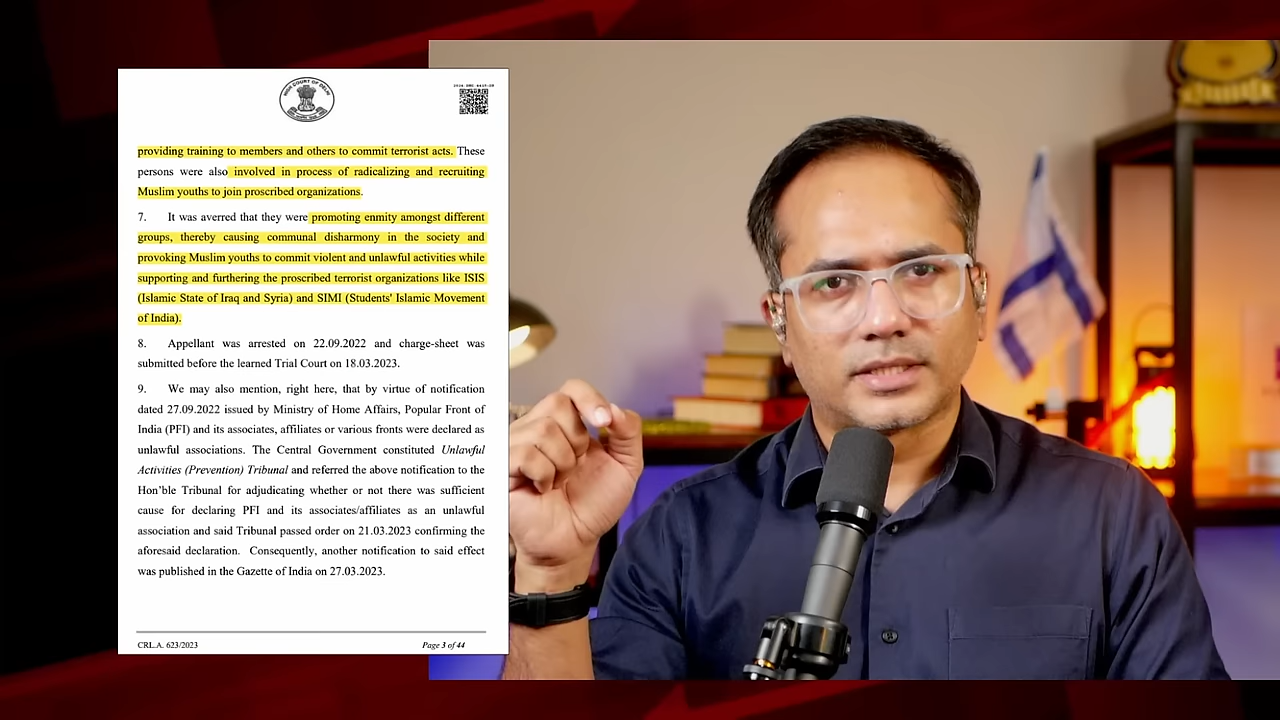 HIGH COURT OF DELHI
providing training to members and others to commit terrorist acts. These
persons were also involved in process of radicalizing and recruiting
Muslim youths to join proscribed organizations.
7. It was averred that they were promoting enmity amongst different
groups, thereby causing communal disharmony in the society and
provoking Muslim youths to commit violent and unlawful activities while
supporting and furthering the proscribed terrorist organizations like ISIS
(Islamic State of Iraq and Syria) and SIMI (Students' Islamic Movement
of India).
8. Appellant was arrested on 22.09.2022 and charge-sheet was
submitted before the learned Trial Court on 18.03.2023.
9. We may also mention, right here, that by virtue of notification
dated 27.09.2022 issued by Ministry of Home Affairs, Popular Front of
India (PFI) and its associates, affiliates or various fronts were declared as
unlawful associations. The Central Government constituted Unlawful
Activities (Prevention) Tribunal and referred the above notification to the
Hon'ble Tribunal for adjudicating whether or not there was sufficient
cause for declaring PFI and its associates/affiliates as an unlawful
association and said Tribunal passed order on 21.03.2023 confirming the
aforesaid declaration. Consequently, another notification to said effect
was published in the Gazette of India on 27.03.2023.
CRL.A. 623/2023 Page 3 of 44